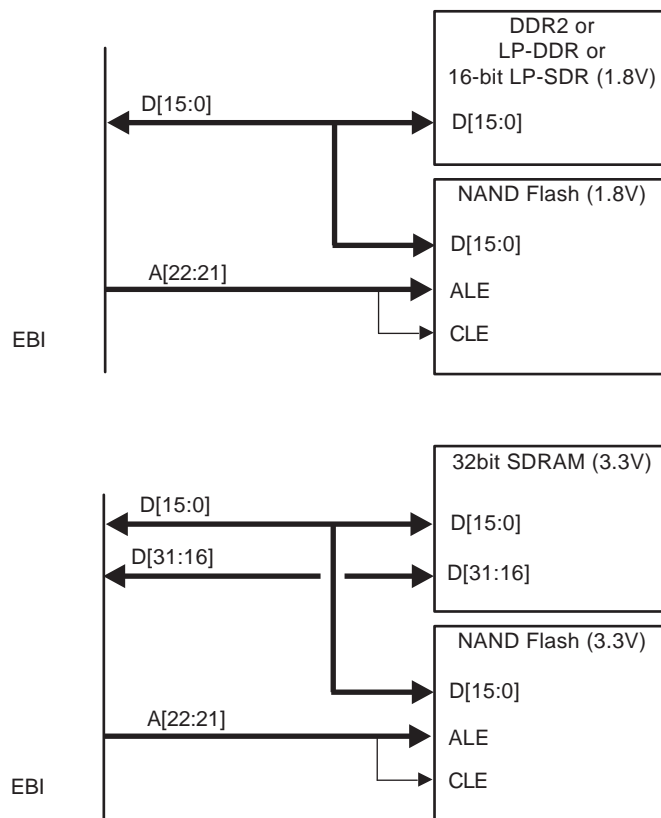 DDR2 or
LP-DDR or
16-bit LP-SDR (1.8V)
D[15:0]
D[15:0]
NAND Flash (1.8V)
D[15:0]
A[22:21]
ALE
EBI
CLE
32bit SDRAM (3.3V)
D[15:0]
D[15:0]
D[31:16]
D[31:16]
NAND Flash (3.3V)
D[15:0]
A[22:21]
ALE
EBI
CLE